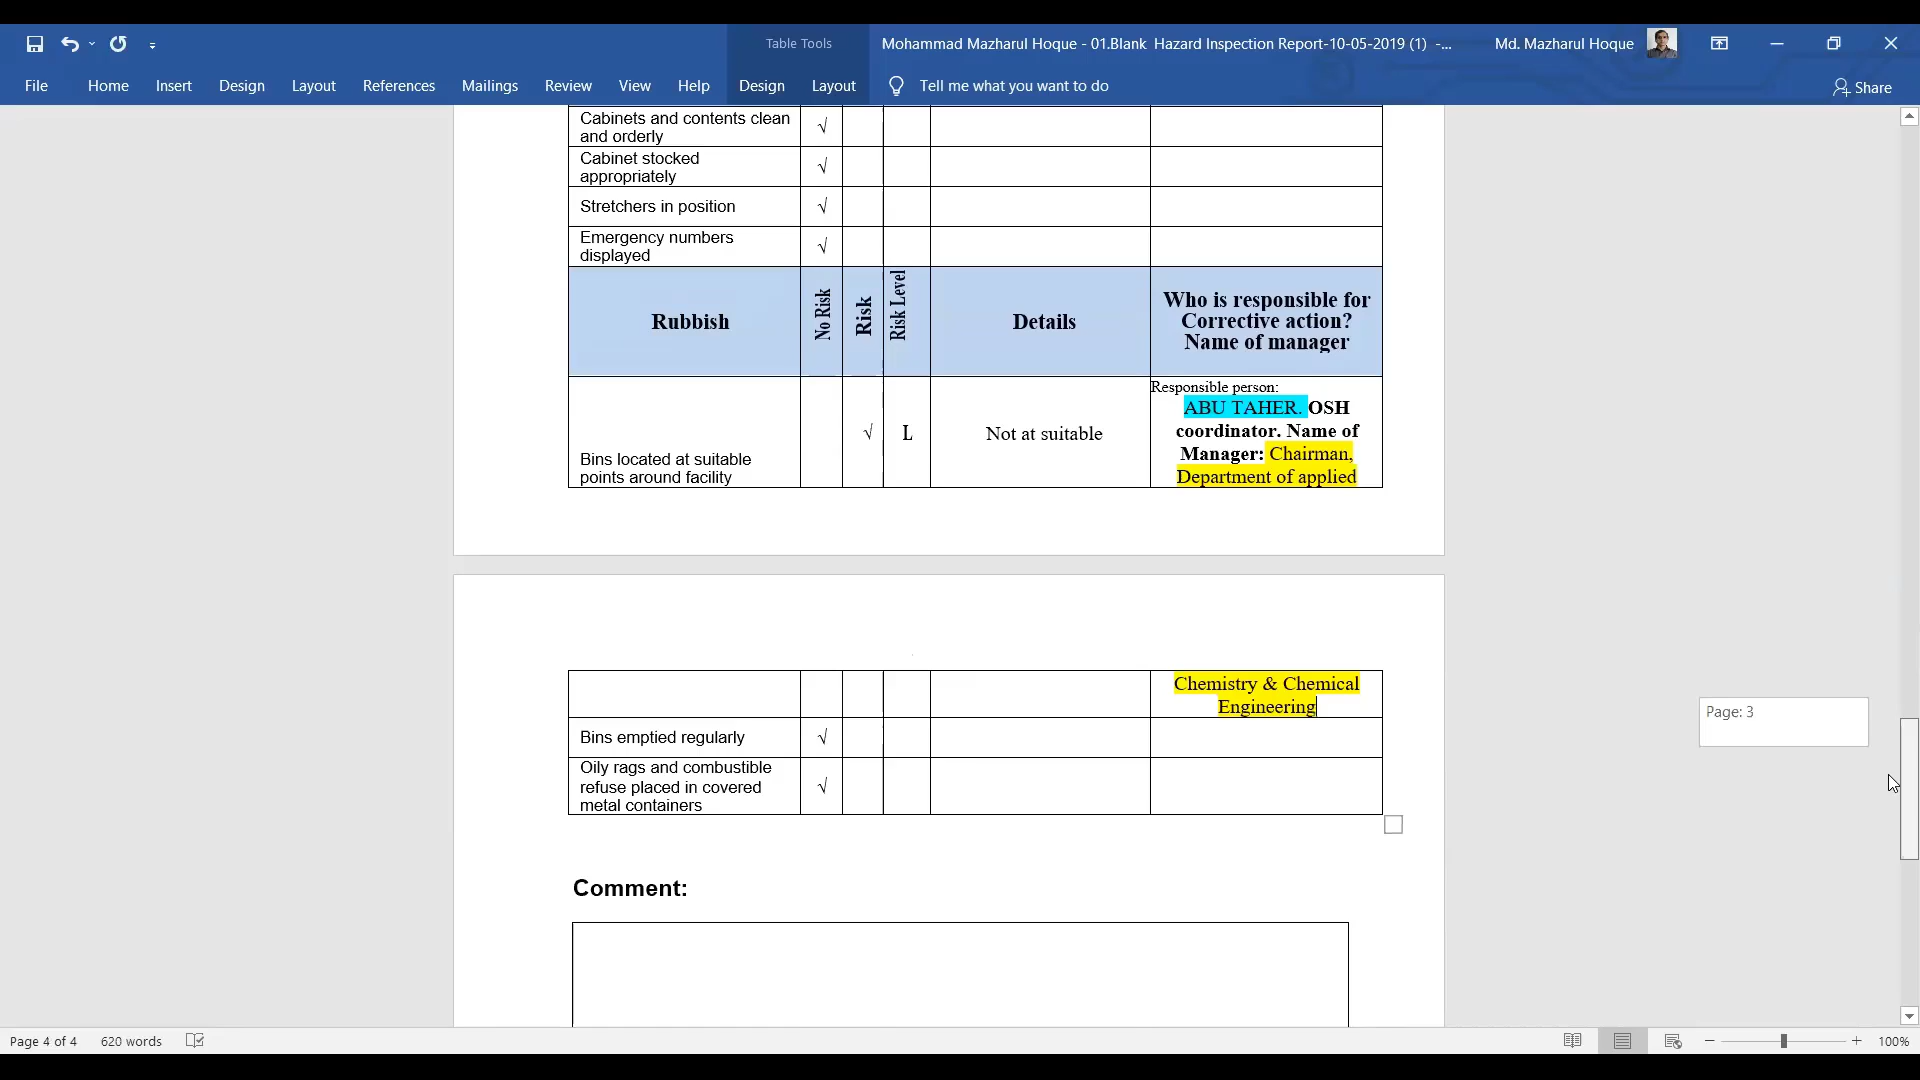 Table Tools
Mohammad Mazharul Hoque - 01.Blank Hazard Inspection Report-10-05-2019 (1) -...
Md. Mazharul Hoque
File Home Insert Design Layout References Mailings Review View Help Design Layout Tell me what you want to do
Share
Cabinets and contents clean
and orderly √
Cabinet stocked
appropriately √
Stretchers in position √
Emergency numbers
displayed √
Rubbish
No Risk
Risk
Risk Level
Details
Who is responsible for
Corrective action?
Name of manager
Bins located at suitable
points around facility
√
L
Not at suitable
Responsible person:
ABU TAHER. OSH
coordinator. Name of
Manager: Chairman,
Department of applied
Chemistry & Chemical
Engineering
Page: 3
Bins emptied regularly √
Oily rags and combustible
refuse placed in covered √
metal containers
Comment:
Page 4 of 4 620 words
100%